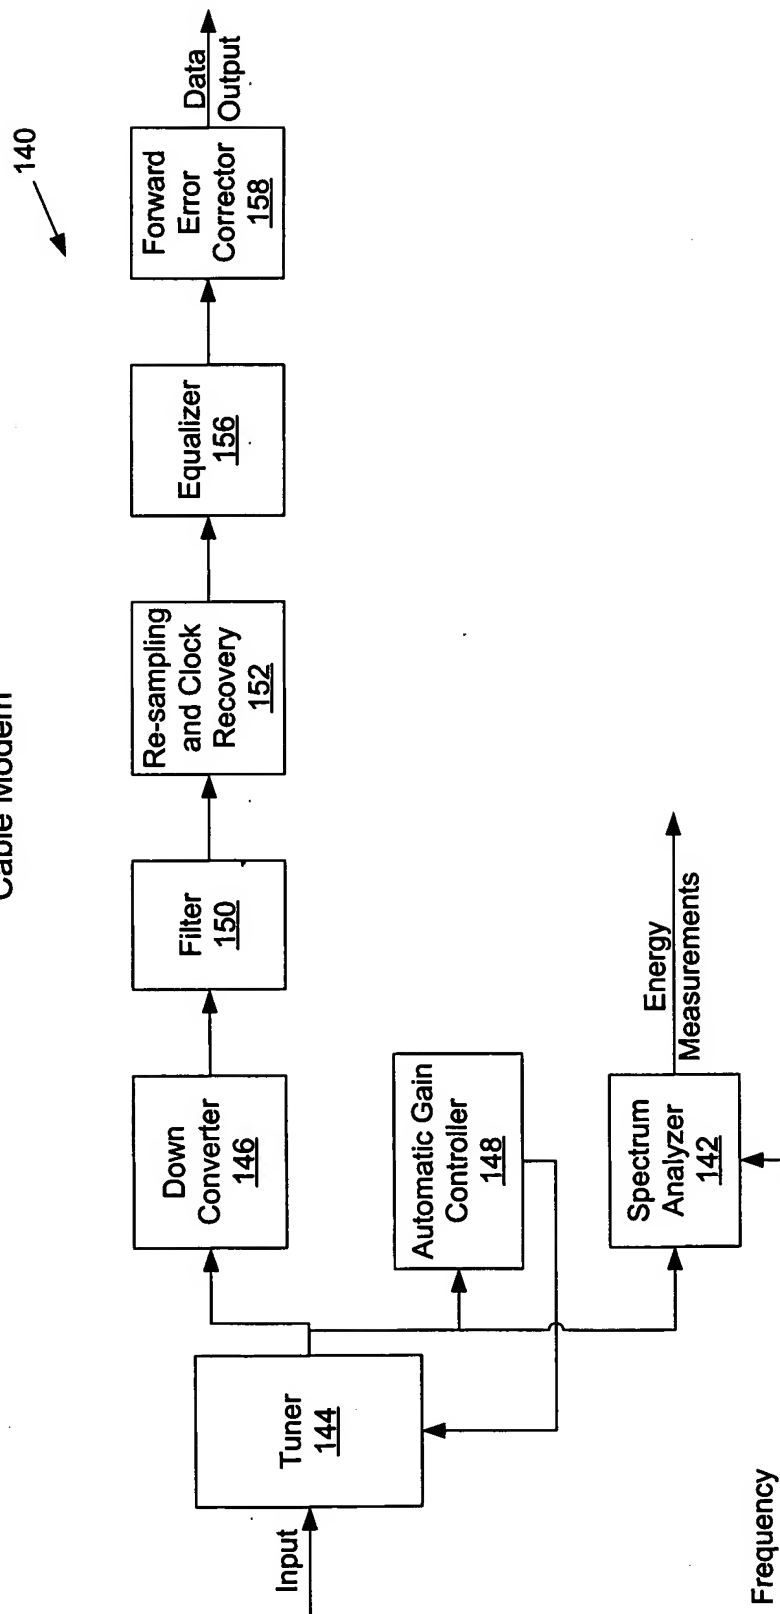 Cable Modem
140
Input
Tuner
144
Down
Converter
146
Filter
150
Re-sampling
and Clock
Recovery
152
Equalizer
156
Forward
Error
Corrector
158
Data
Output
Automatic Gain
Controller
148
Spectrum
Analyzer
142
Energy
Measurements
Frequency